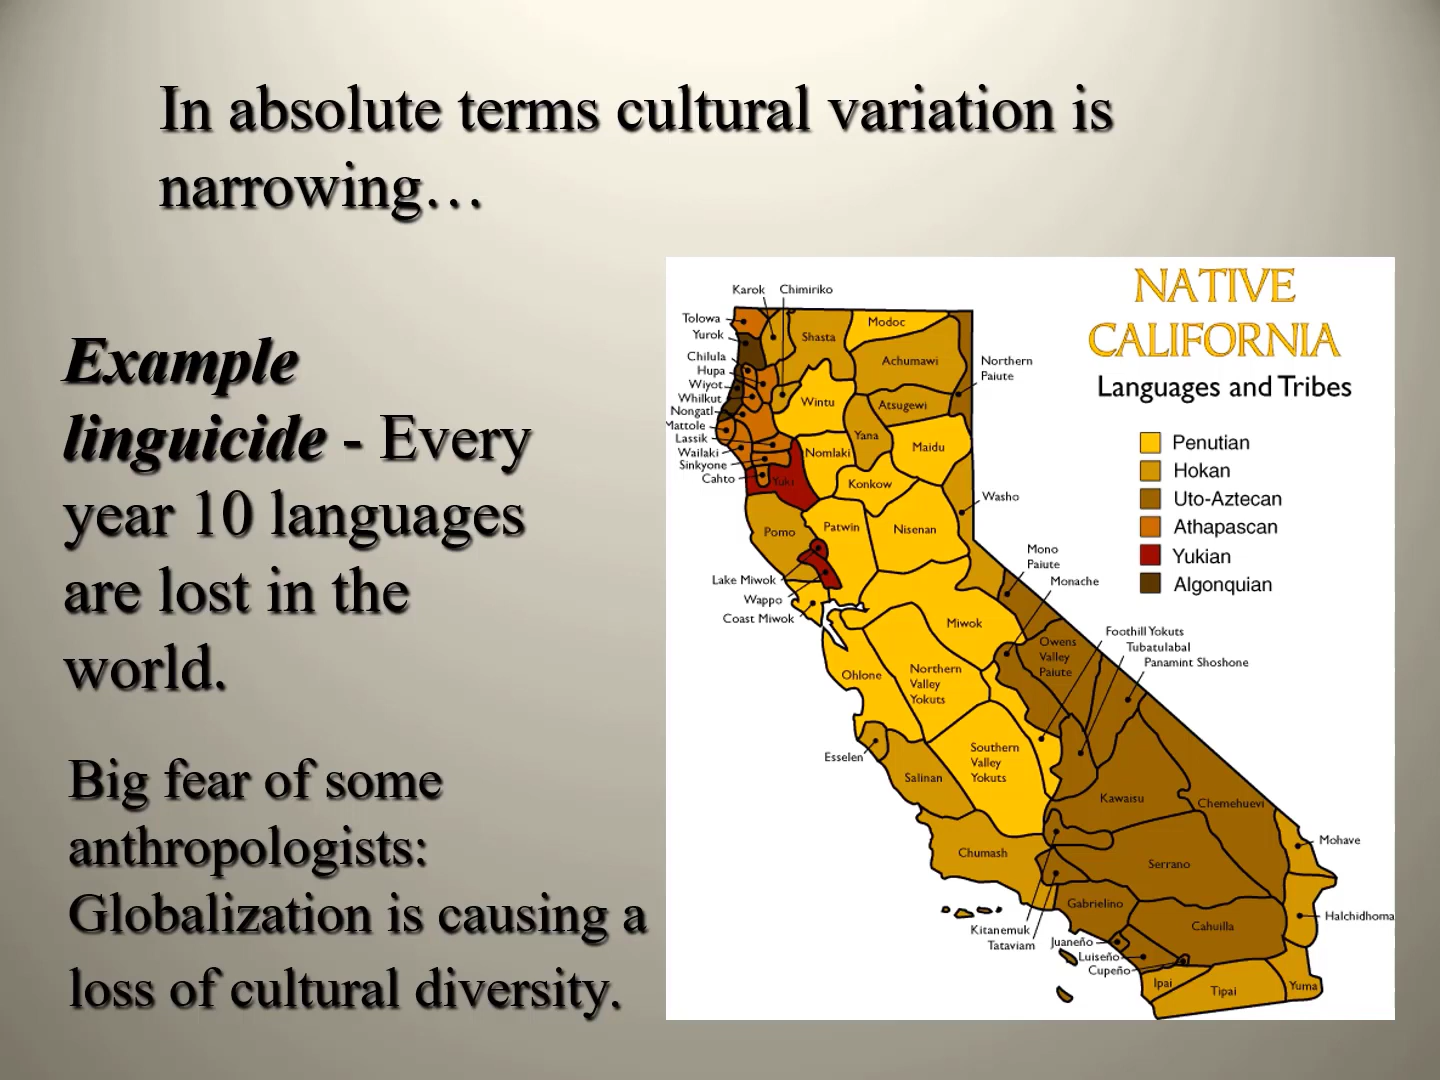 In absolute terms cultural variation is
narrowing…
Example
linguicide - Every
year 10 languages
are lost in the
world.
Big fear of some
anthropologists:
Globalization is causing a
loss of cultural diversity.
NATIVE
CALIFORNIA
Languages and Tribes
Penutian
Hokan
Uto-Aztecan
Athapascan
Yukian
Algonquian
Karok
Chimiriko
Tolowa
Yurok
Chilula
Hupa
Wiyot
Whilkut
Nongatl
Mattole
Lassik
Wailaki
Sinkyone
Cahto
Shasta
Modoc
Achumawi
Northern
Paiute
Wintu
Atsugewi
Yana
Maidu
Nomlaki
Yuki
Konkow
Washo
Pomo
Patwin
Nisenan
Lake Miwok
Wappo
Coast Miwok
Mono
Paiute
Monache
Miwok
Foothill Yokuts
Tubatulabal
Panamint Shoshone
Owens
Valley
Paiute
Ohlone
Northern
Valley
Yokuts
Esselen
Salinan
Southern
Valley
Yokuts
Kawaisu
Chemehuevi
Mohave
Chumash
Serrano
Gabrielino
Cahuilla
Halchidhoma
Kitanemuk
Tataviam
Juaneño
Luiseño
Cupeño
Ipai
Tipai
Yuma